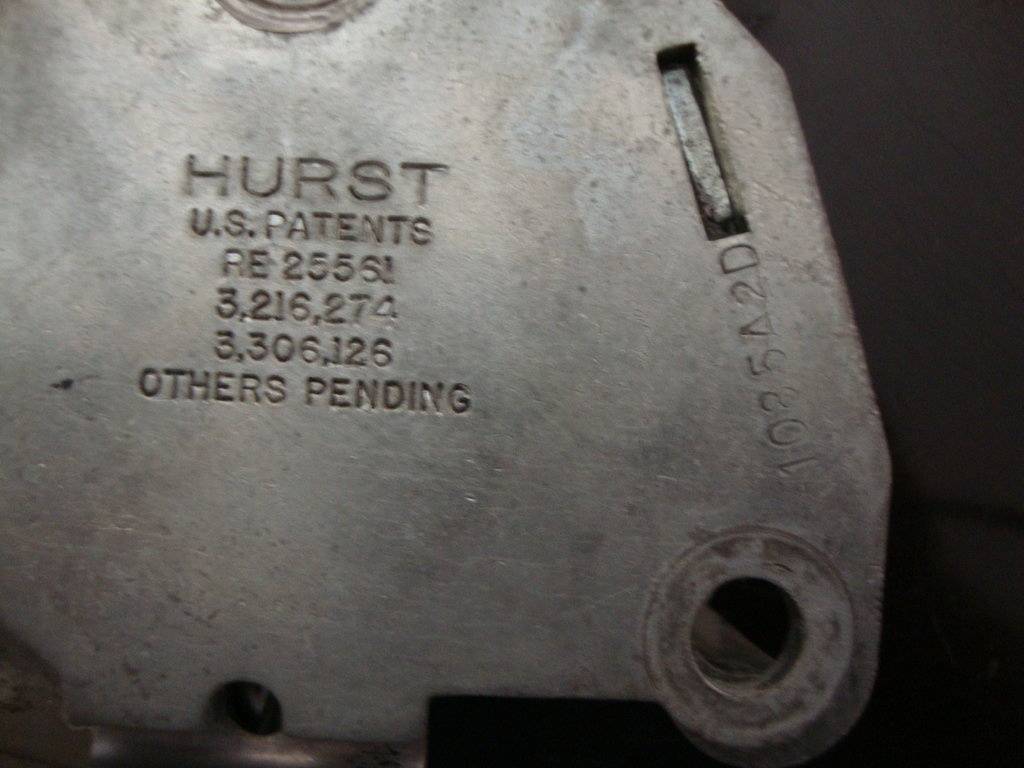 HURST
U.S. PATENTS
RE 25561
3,216,274
3,306,126
OTHERS PENDING
1085A2D